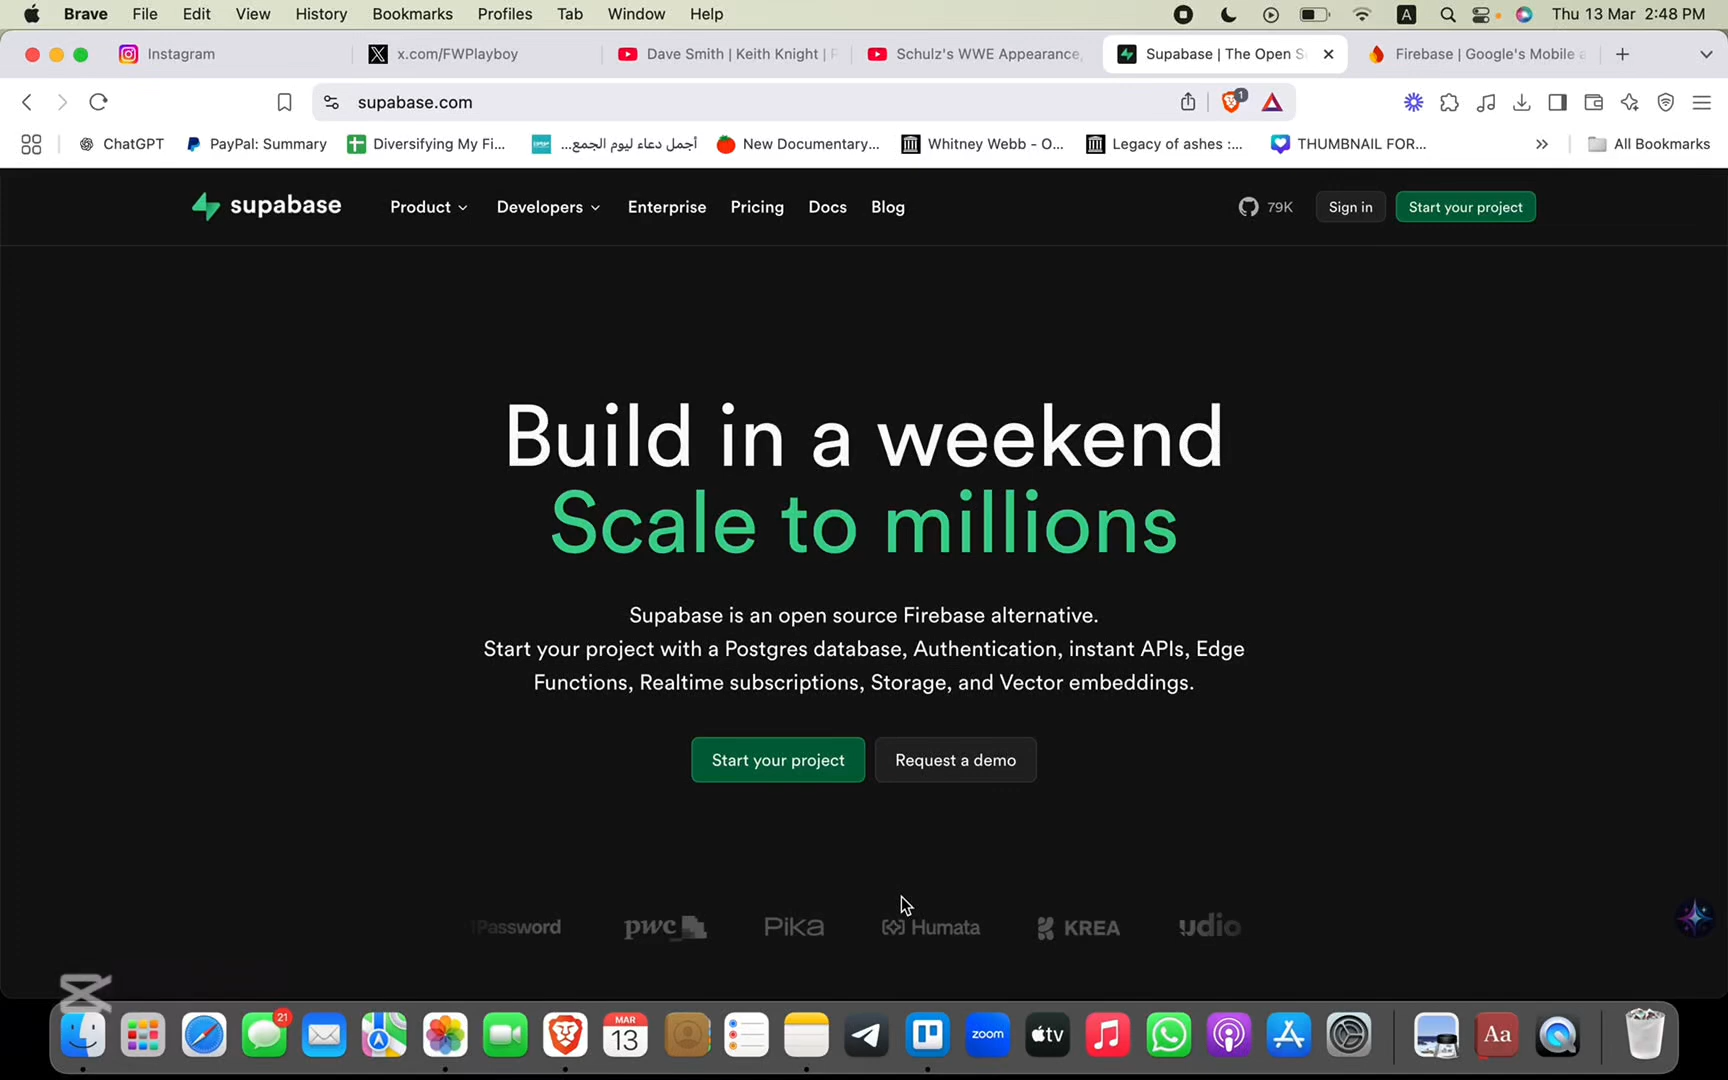 Brave File Edit View History Bookmarks Profiles Tab Window Help A Thu 13 Mar 2:48 PM
Instagram x.com/FWPlayboy Dave Smith | Keith Knight | Schulz's WWE Appearance, Supabase | The Open S Firebase | Google's Mobile a
supabase.com 1
ChatGPT PayPal: Summary Diversifying My Fi... أجمل دعاء ليوم الجمع... New Documentary... Whitney Webb - O... Legacy of ashes :... THUMBNAIL FOR... All Bookmarks
supabase Product Developers Enterprise Pricing Docs Blog 79K Sign in Start your project
Build in a weekend
Scale to millions
Supabase is an open source Firebase alternative.
Start your project with a Postgres database, Authentication, instant APIs, Edge
Functions, Realtime subscriptions, Storage, and Vector embeddings.
Start your project Request a demo
Password pwc Pika Humata KREA udio
21 MAR 13 zoom tv Aa